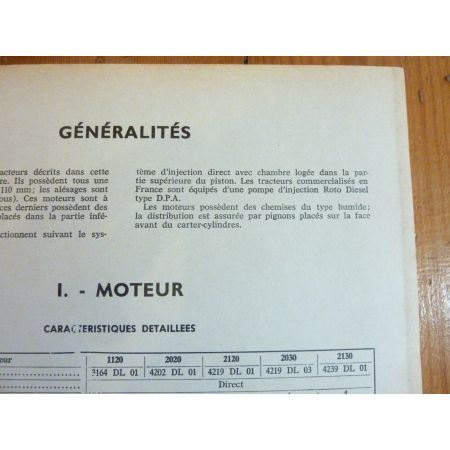 GÉNÉRALITÉS
acteurs décrits dans cette
re. Ils possèdent tous une
110 mm; les alésages sont
ous). Ces moteurs sont à
ces derniers possèdent des
placés dans la partie infé-
ctionnent suivant le sys-
tème d'injection direct avec chambre logée dans la par-
tie supérieure du piston. Les tracteurs commercialisés en
France sont équipés d'une pompe d'injection Roto Diesel
type D.P.A.
Les moteurs possèdent des chemises du type humide;
la distribution est assurée par pignons placés sur la face
avant du carter-cylindres.
I. - MOTEUR
CARACTERISTIQUES DETAILLEES
eur 1120 2020 2120 2030 2130
3164 DL 01 4202 DL 01 4219 DL 01 4219 DL 03 4239 DL 01
Direct